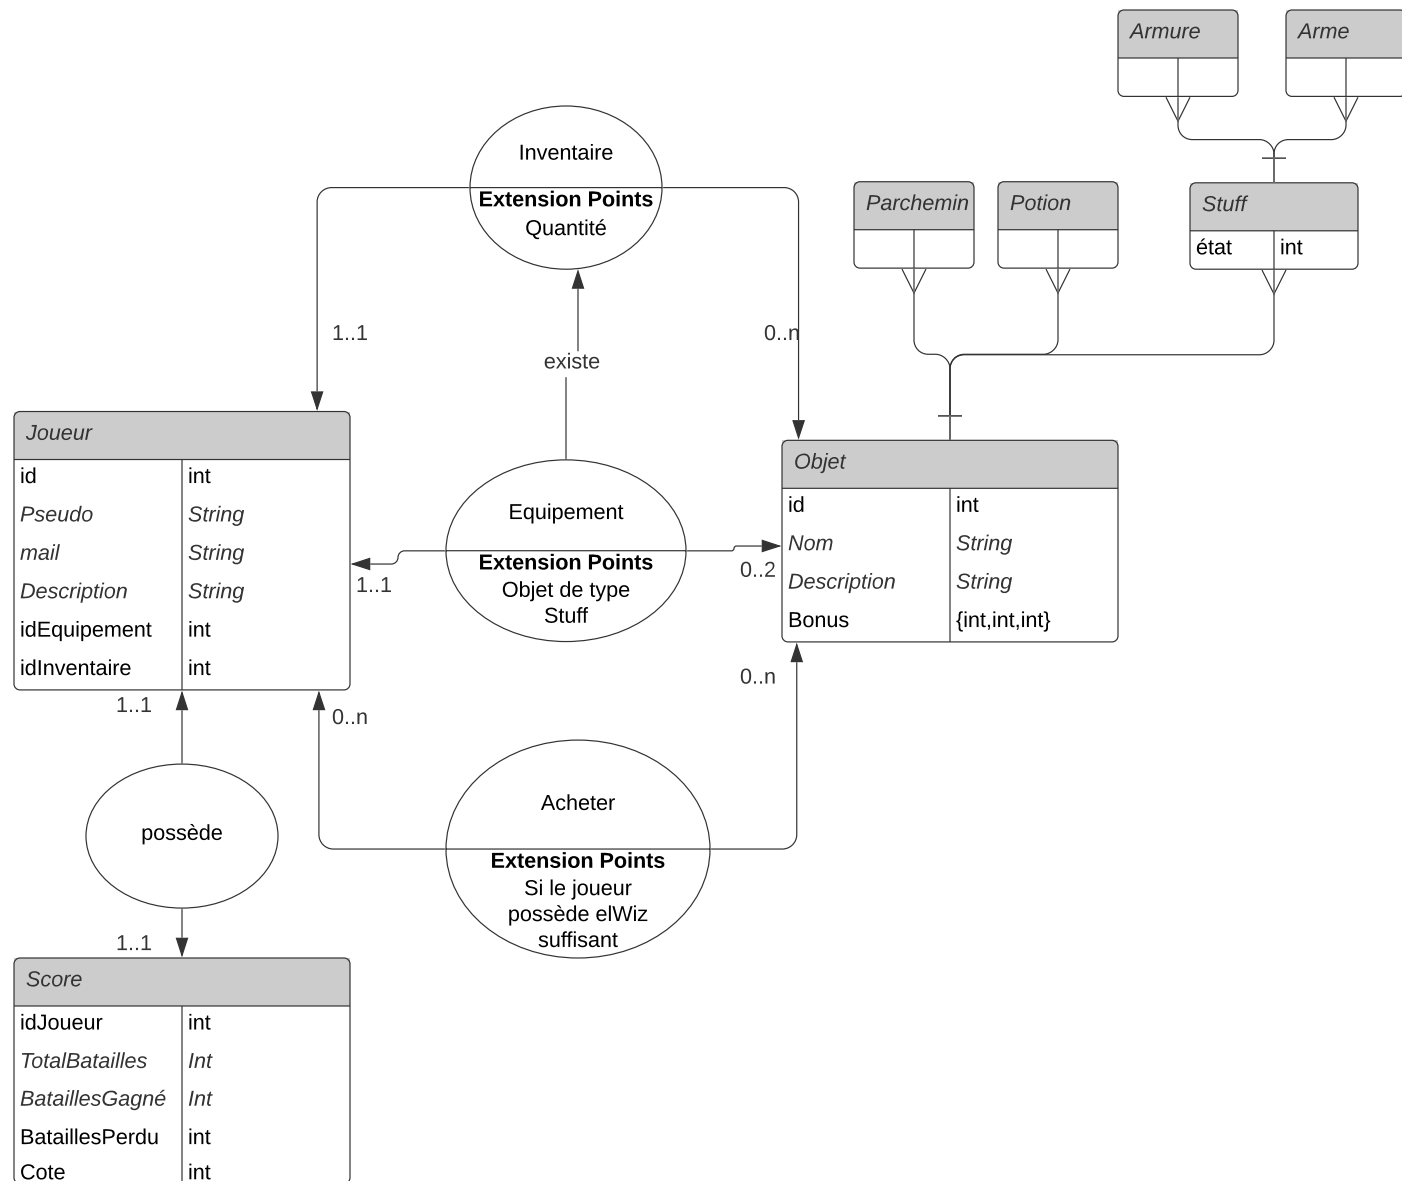 Armure
Arme
Inventaire
Extension Points
Quantité
Parchemin
Potion
Stuff
état int
1..1
0..n
existe
Joueur
id int
Pseudo String
mail String
Description String
idEquipement int
idInventaire int
Equipement
Extension Points
Objet de type
Stuff
1..1
0..2
Objet
id int
Nom String
Description String
Bonus {int,int,int}
1..1
0..n
0..n
possède
Acheter
Extension Points
Si le joueur
possède elWiz
suffisant
1..1
Score
idJoueur int
TotalBatailles Int
BataillesGagné Int
BataillesPerdu int
Cote int